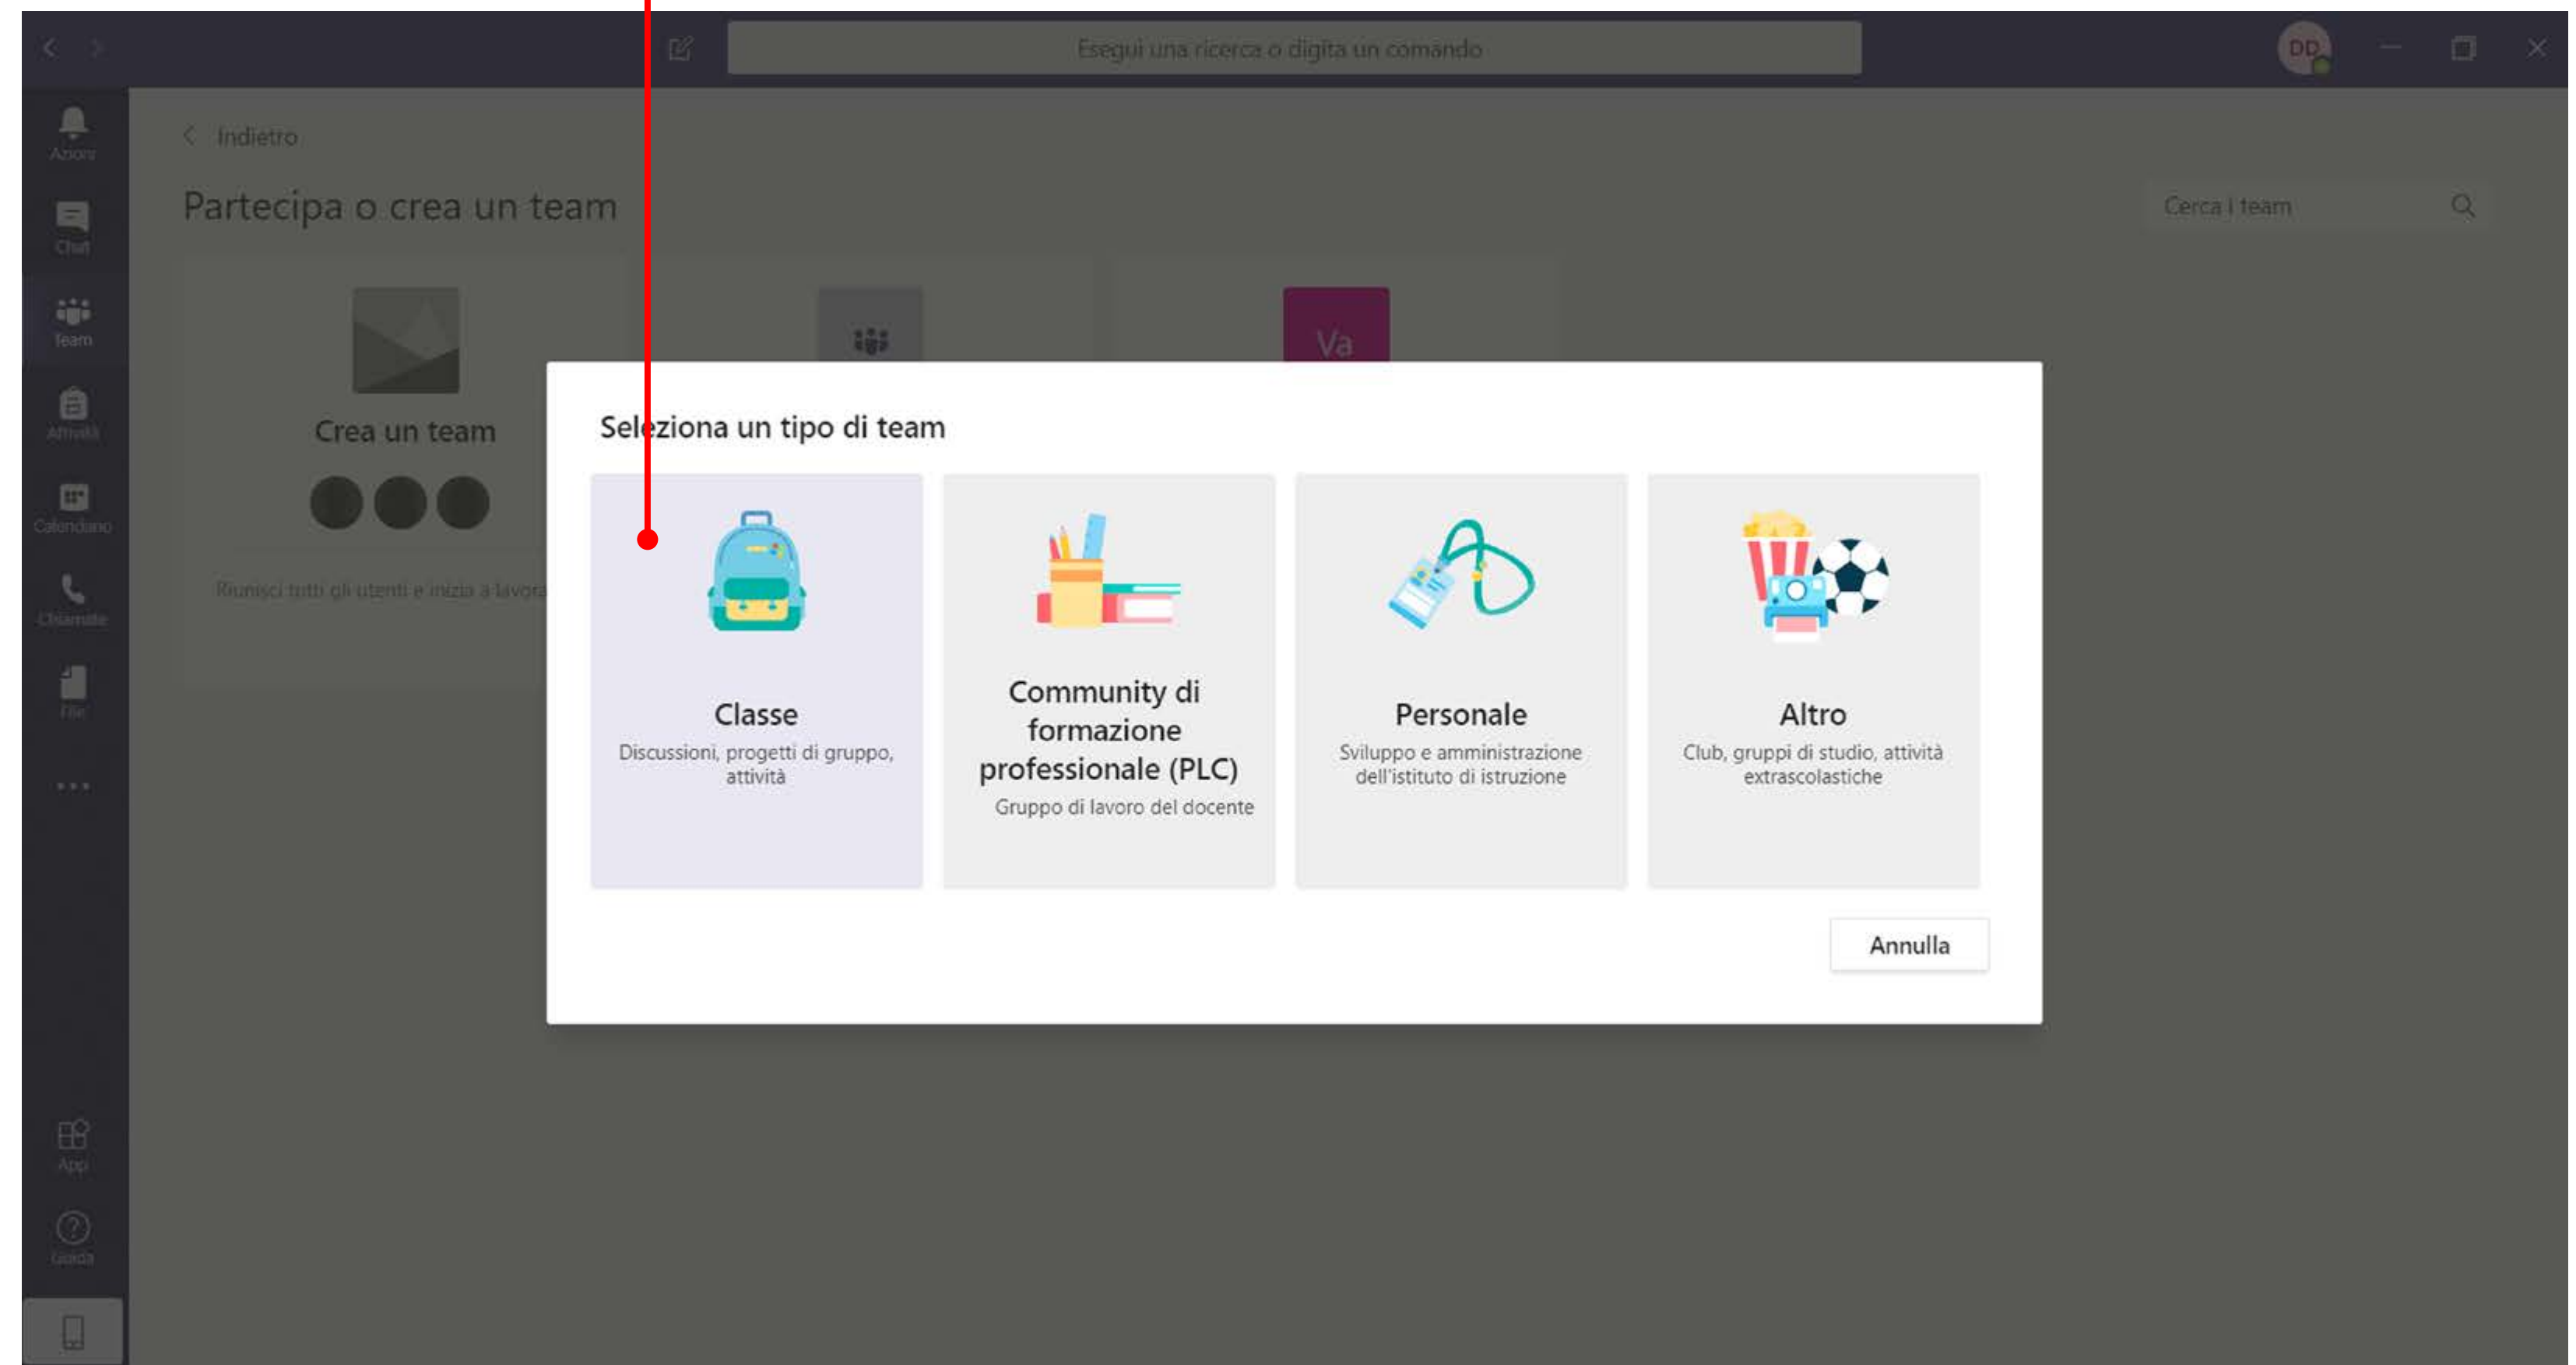 Esegui una ricerca o digita un comando
DD
Azioni
Chat
Team
Attività
Calendario
Chiamate
File
App
Guida
< Indietro
Partecipa o crea un team
Cerca i team
Va
Crea un team
Riunisci tutti gli utenti e inizia a lavora
Seleziona un tipo di team
Classe
Discussioni, progetti di gruppo,
attività
Community di
formazione
professionale (PLC)
Gruppo di lavoro del docente
Personale
Sviluppo e amministrazione
dell'istituto di istruzione
Altro
Club, gruppi di studio, attività
extrascolastiche
Annulla